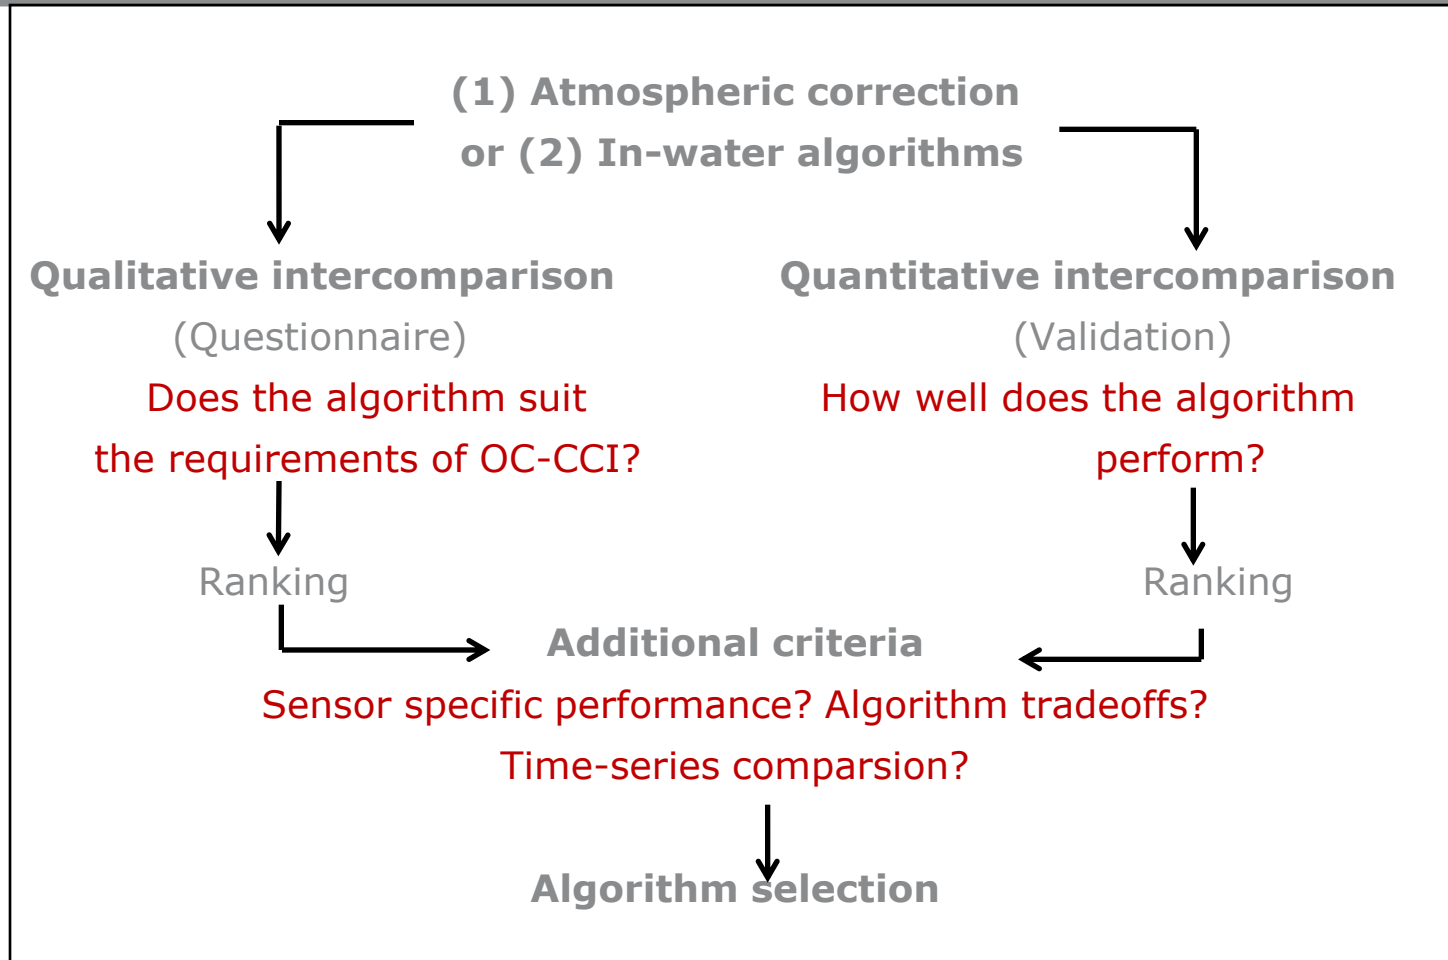 (1) Atmospheric correction
or (2) In-water algorithms
Qualitative intercomparison
(Questionnaire)
Does the algorithm suit
the requirements of OC-CCI?
Ranking
Quantitative intercomparison
(Validation)
How well does the algorithm
perform?
Ranking
Additional criteria
Sensor specific performance? Algorithm tradeoffs?
Time-series comparsion?
Algorithm selection